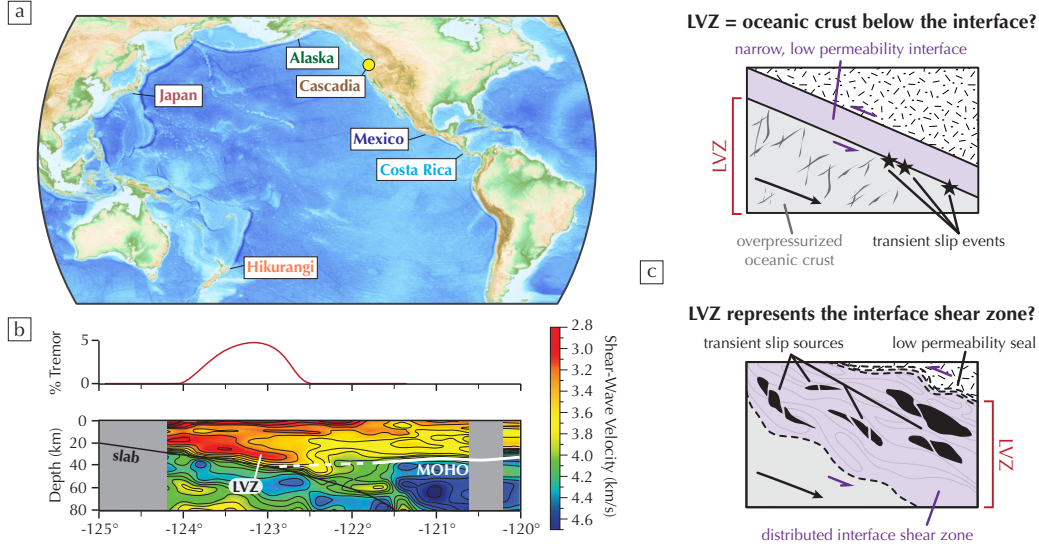 a
Alaska
Cascadia
Japan
Mexico
Costa Rica
Hikurangi
b
% Tremor
5
0
Depth (km)
0
20
40
60
80
slab
LVZ
MOHO
-125°
-124°
-123°
-122°
-121°
-120°
2.8
3.0
3.2
3.4
3.6
3.8
4.0
4.2
4.4
4.6
Shear-Wave Velocity (km/s)
c
LVZ = oceanic crust below the interface?
narrow, low permeability interface
LVZ
overpressurized
oceanic crust
transient slip events
LVZ represents the interface shear zone?
transient slip sources
low permeability seal
LVZ
distributed interface shear zone